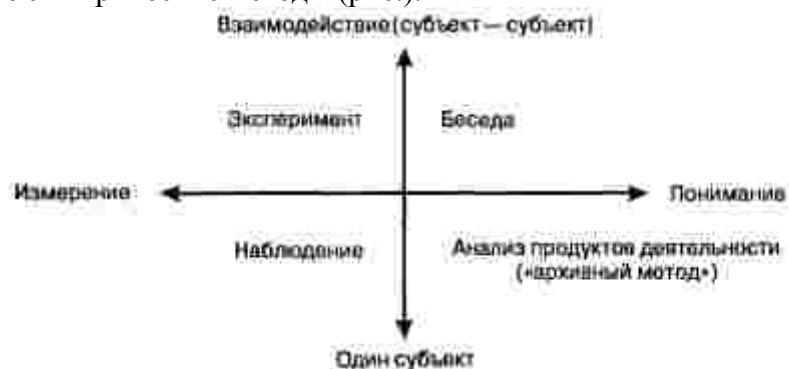 Взаимодействие (субъект — субъект)
Эксперимент Беседа
Измерение Понимание
Наблюдение Анализ продуктов деятельности
(«архивный метод»)
Один субъект